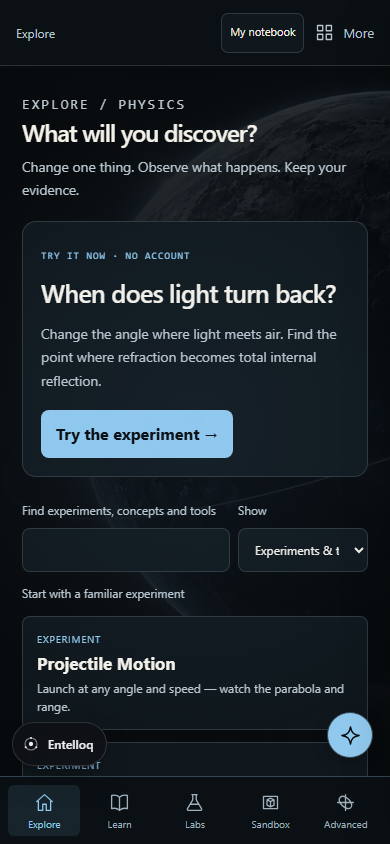 Explore
My notebook
More
EXPLORE / PHYSICS
What will you discover?
Change one thing. Observe what happens. Keep your
evidence.
TRY IT NOW · NO ACCOUNT
When does light turn back?
Change the angle where light meets air. Find the
point where refraction becomes total internal
reflection.
Try the experiment →
Find experiments, concepts and tools
Show
Experiments & t
Start with a familiar experiment
EXPERIMENT
Projectile Motion
Launch at any angle and speed — watch the parabola and
range.
Entelloq
EXPERIMENT
Explore
Learn
Labs
Sandbox
Advanced